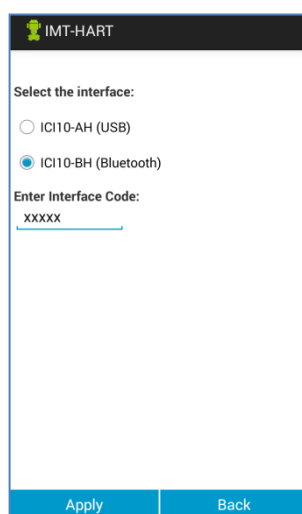 IMT-HART
Select the interface:
ICI10-AH (USB)
ICI10-BH (Bluetooth)
Enter Interface Code:
xxxxx
Apply Back